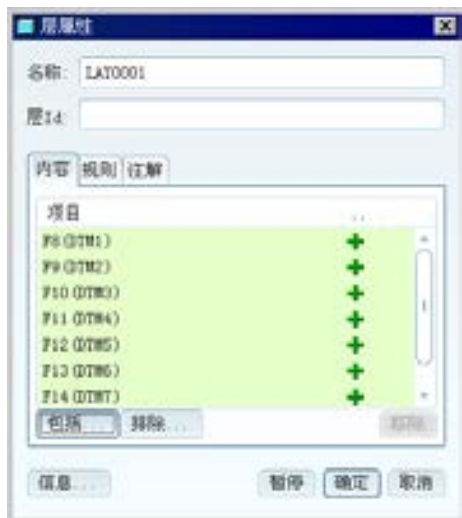 层属性
名称: LAY0001
层Id:
内容 规则 注解
项目 ..
F8(DTM1)
F9(DTM2)
F10(DTM3)
F11(DTM4)
F12(DTM5)
F13(DTM6)
F14(DTM7)
包括... 排除... 移除
信息... 暂停 确定 取消